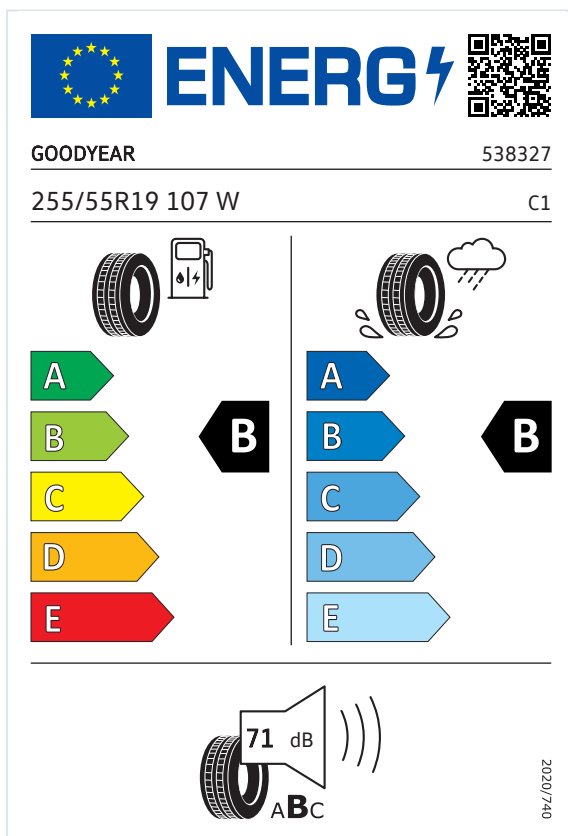 ENERG
GOODYEAR
538327
255/55R19 107 W
C1
A
B
C
D
E
B
A
B
C
D
E
B
71 dB
ABC
2020/740